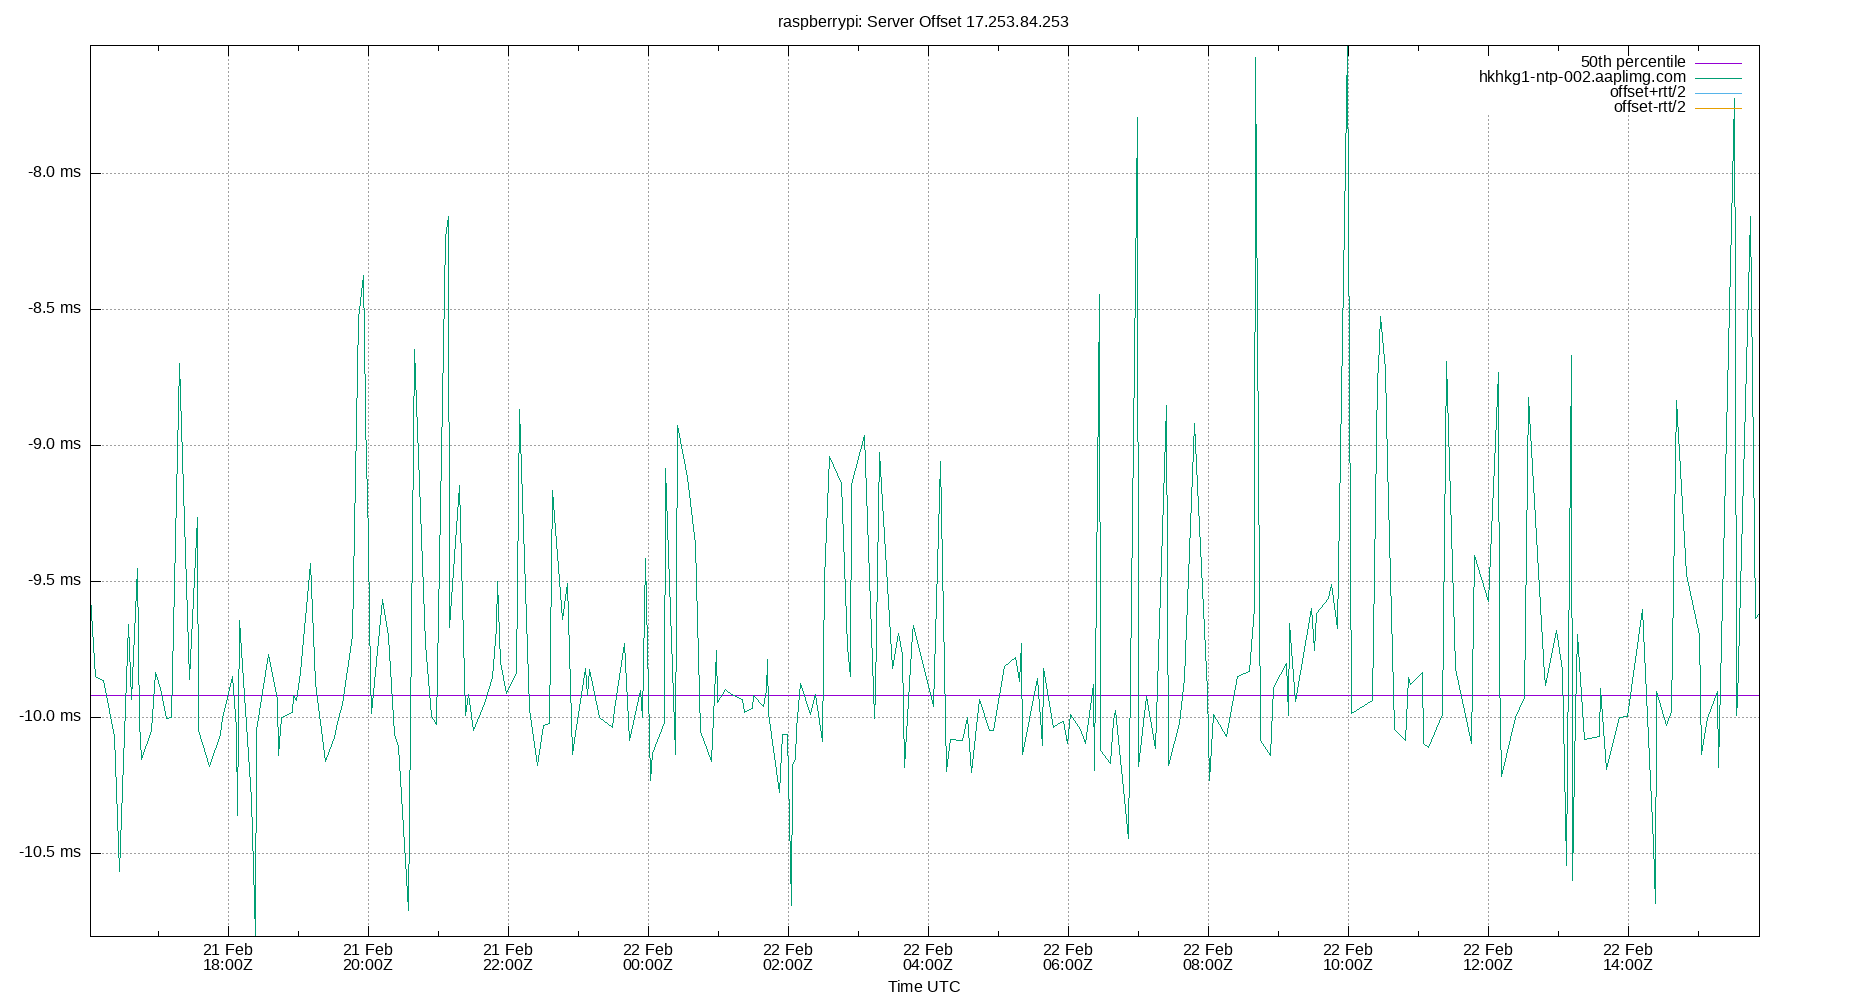 raspberrypi: Server Offset 17.253.84.253
50th percentile
hkhkg1-ntp-002.aaplimg.com
offset+rtt/2
offset-rtt/2
-8.0 ms
-8.5 ms
-9.0 ms
-9.5 ms
-10.0 ms
-10.5 ms
21 Feb 21 Feb 21 Feb 22 Feb 22 Feb 22 Feb 22 Feb 22 Feb 22 Feb 22 Feb 22 Feb
18:00Z 20:00Z 22:00Z 00:00Z 02:00Z 04:00Z 06:00Z 08:00Z 10:00Z 12:00Z 14:00Z
Time UTC